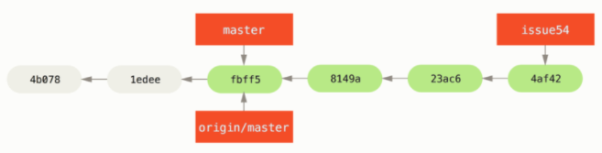 master issue54
4b078 1edee fbff5 8149a 23ac6 4af42
origin/master